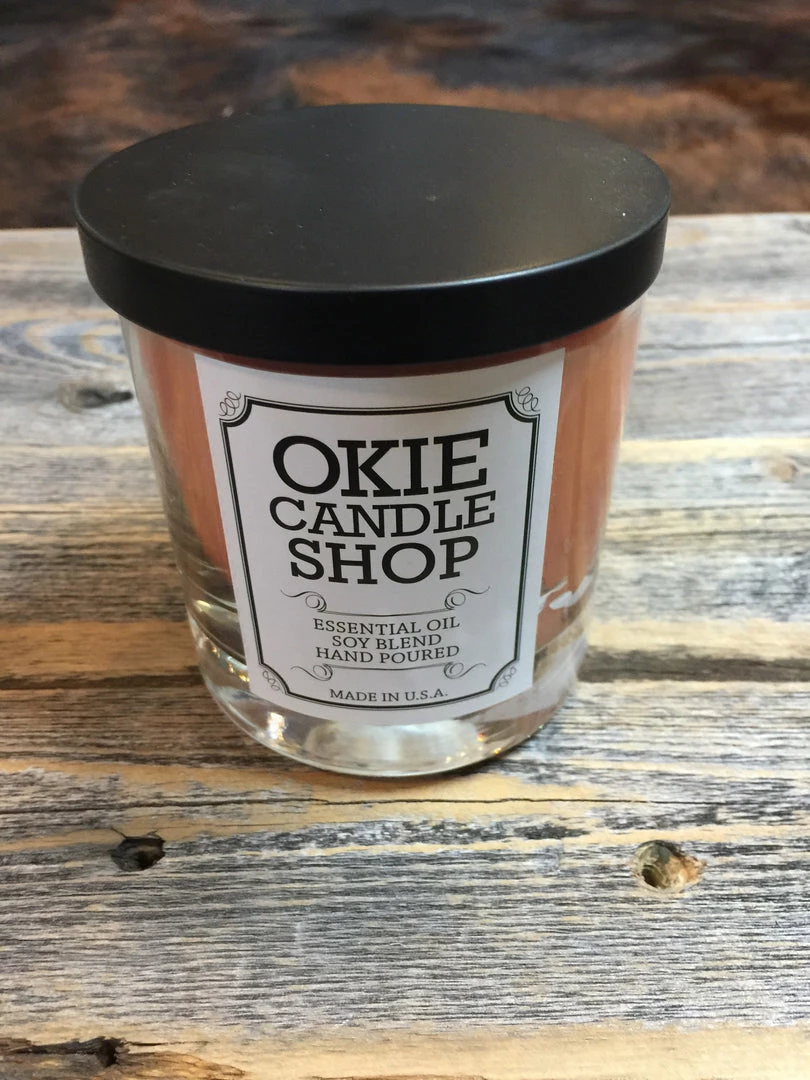 OKIE
CANDLE
SHOP
ESSENTIAL OIL
SOY BLEND
HAND POURED
MADE IN U.S.A.